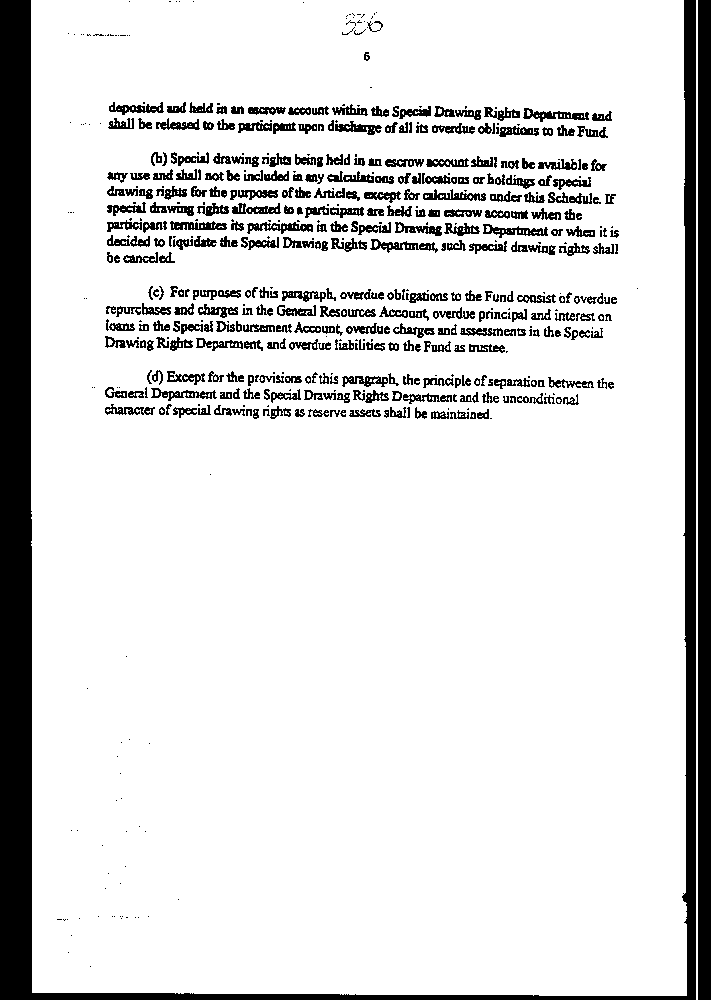 336
6
deposited and held in an escrow account within the Special Drawing Rights Department and
shall be released to the participant upon discharge of all its overdue obligations to the Fund.
(b) Special drawing rights being held in an escrow account shall not be available for
any use and shall not be included in any calculations of allocations or holdings of special
drawing rights for the purposes of the Articles, except for calculations under this Schedule. If
special drawing rights allocated to a participant are held in an escrow account when the
participant terminates its participation in the Special Drawing Rights Department or when it is
decided to liquidate the Special Drawing Rights Department, such special drawing rights shall
be canceled.
(c) For purposes of this paragraph, overdue obligations to the Fund consist of overdue
repurchases and charges in the General Resources Account, overdue principal and interest on
loans in the Special Disbursement Account, overdue charges and assessments in the Special
Drawing Rights Department, and overdue liabilities to the Fund as trustee.
(d) Except for the provisions of this paragraph, the principle of separation between the
General Department and the Special Drawing Rights Department and the unconditional
character of special drawing rights as reserve assets shall be maintained.